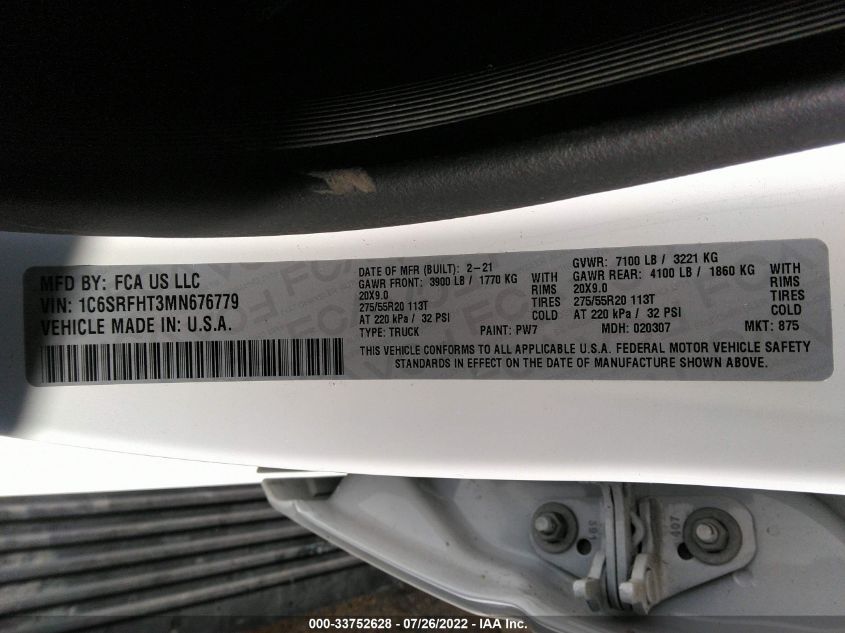 MFD BY: FCA US LLC
VIN: 1C6SRFHT3MN676779
VEHICLE MADE IN: U.S.A.
DATE OF MFR (BUILT): 2-21
GAWR FRONT: 3900 LB / 1770 KG WITH
20X9.0 RIMS
275/55R20 113T TIRES
AT 220 kPa / 32 PSI COLD
TYPE: TRUCK PAINT: PW7
GVWR: 7100 LB / 3221 KG
GAWR REAR: 4100 LB / 1860 KG WITH
20X9.0 RIMS
275/55R20 113T TIRES
AT 220 kPa / 32 PSI COLD
MDH: 020307 MKT: 875
THIS VEHICLE CONFORMS TO ALL APPLICABLE U.S.A. FEDERAL MOTOR VEHICLE SAFETY
STANDARDS IN EFFECT ON THE DATE OF MANUFACTURE SHOWN ABOVE.
391
000-33752628 - 07/26/2022 - IAA Inc.